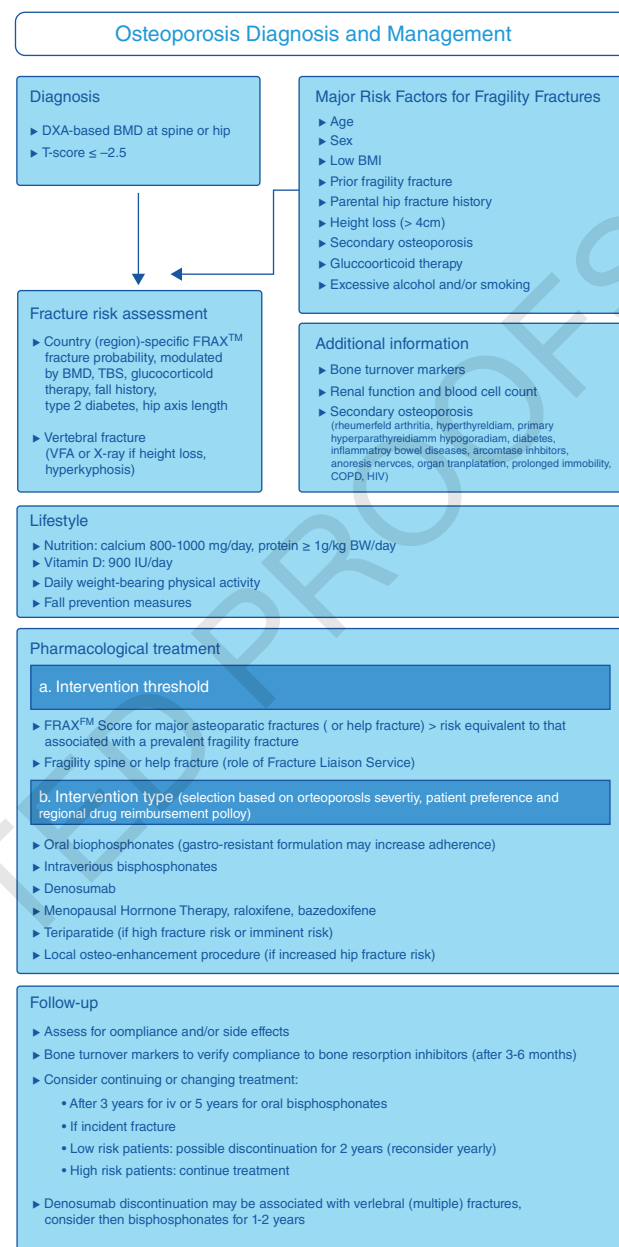 Osteoporosis Diagnosis and Management
Diagnosis
▶ DXA-based BMD at spine or hip
▶ T-score ≤ –2.5
Major Risk Factors for Fragility Fractures
▶ Age
▶ Sex
▶ Low BMI
▶ Prior fragility fracture
▶ Parental hip fracture history
▶ Height loss (> 4cm)
▶ Secondary osteoporosis
▶ Gluccoorticoid therapy
▶ Excessive alcohol and/or smoking
Fracture risk assessment
▶ Country (region)-specific FRAX™
fracture probability, modulated
by BMD, TBS, glucocorticold
therapy, fall history,
type 2 diabetes, hip axis length
▶ Vertebral fracture
(VFA or X-ray if height loss,
hyperkyphosis)
Additional information
▶ Bone turnover markers
▶ Renal function and blood cell count
▶ Secondary osteoporosis
(rheumerfeld arthritia, hyperthyreldiam, primary
hyperparathyreidiamm hypogoradiam, diabetes,
inflammatroy bowel diseases, arcomtase inhbitors,
anoresis nervces, organ tranplatation, prolonged immobility,
COPD, HIV)
Lifestyle
▶ Nutrition: calcium 800-1000 mg/day, protein ≥ 1g/kg BW/day
▶ Vitamin D: 900 IU/day
▶ Daily weight-bearing physical activity
▶ Fall prevention measures
Pharmacological treatment
a. Intervention threshold
▶ FRAXFM Score for major asteoparatic fractures ( or help fracture) > risk equivalent to that
associated with a prevalent fragility fracture
▶ Fragility spine or help fracture (role of Fracture Liaison Service)
b. Intervention type (selection based on orteoporosls severtiy, patient preference and
regional drug reimbursement polloy)
▶ Oral biophosphonates (gastro-resistant formulation may increase adherence)
▶ Intraverious bisphosphonates
▶ Denosumab
▶ Menopausal Horrnone Therapy, raloxifene, bazedoxifene
▶ Teriparatide (if high fracture risk or imminent risk)
▶ Local osteo-enhancement procedure (if increased hip fracture risk)
Follow-up
▶ Assess for oompliance and/or side effects
▶ Bone turnover markers to verify compliance to bone resorption inhibitors (after 3-6 months)
▶ Consider continuing or changing treatment:
• After 3 years for iv or 5 years for oral bisphosphonates
• If incident fracture
• Low risk patients: possible discontinuation for 2 years (reconsider yearly)
• High risk patients: continue treatment
▶ Denosumab discontinuation may be associated with verlebral (multiple) fractures,
consider then bisphosphonates for 1-2 years
TED PROOFS